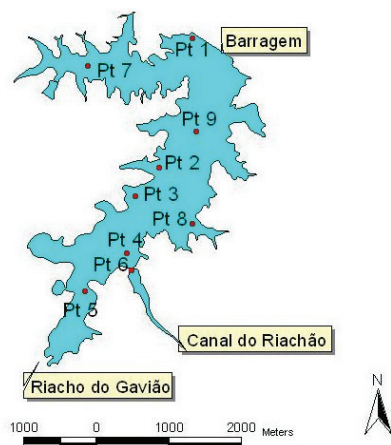 Pt 1
Barragem
Pt 7
Pt 9
Pt 2
Pt 3
Pt 8
Pt 4
Pt 6
Pt 5
Canal do Riachão
Riacho do Gavião
N
1000 0 1000 2000 Meters